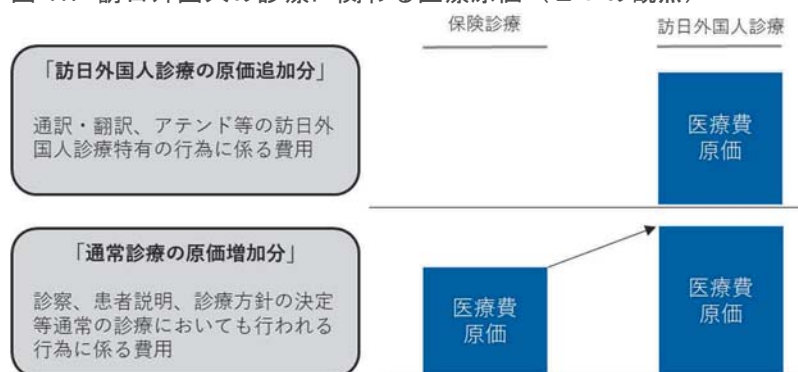 保険診療
訪日外国人診療
「訪日外国人診療の原価追加分」
通訳・翻訳、アテンド等の訪日外
国人診療特有の行為に係る費用
医療費
原価
「通常診療の原価増加分」
診察、患者説明、診療方針の決定
等通常の診療においても行われる
行為に係る費用
医療費
原価
医療費
原価